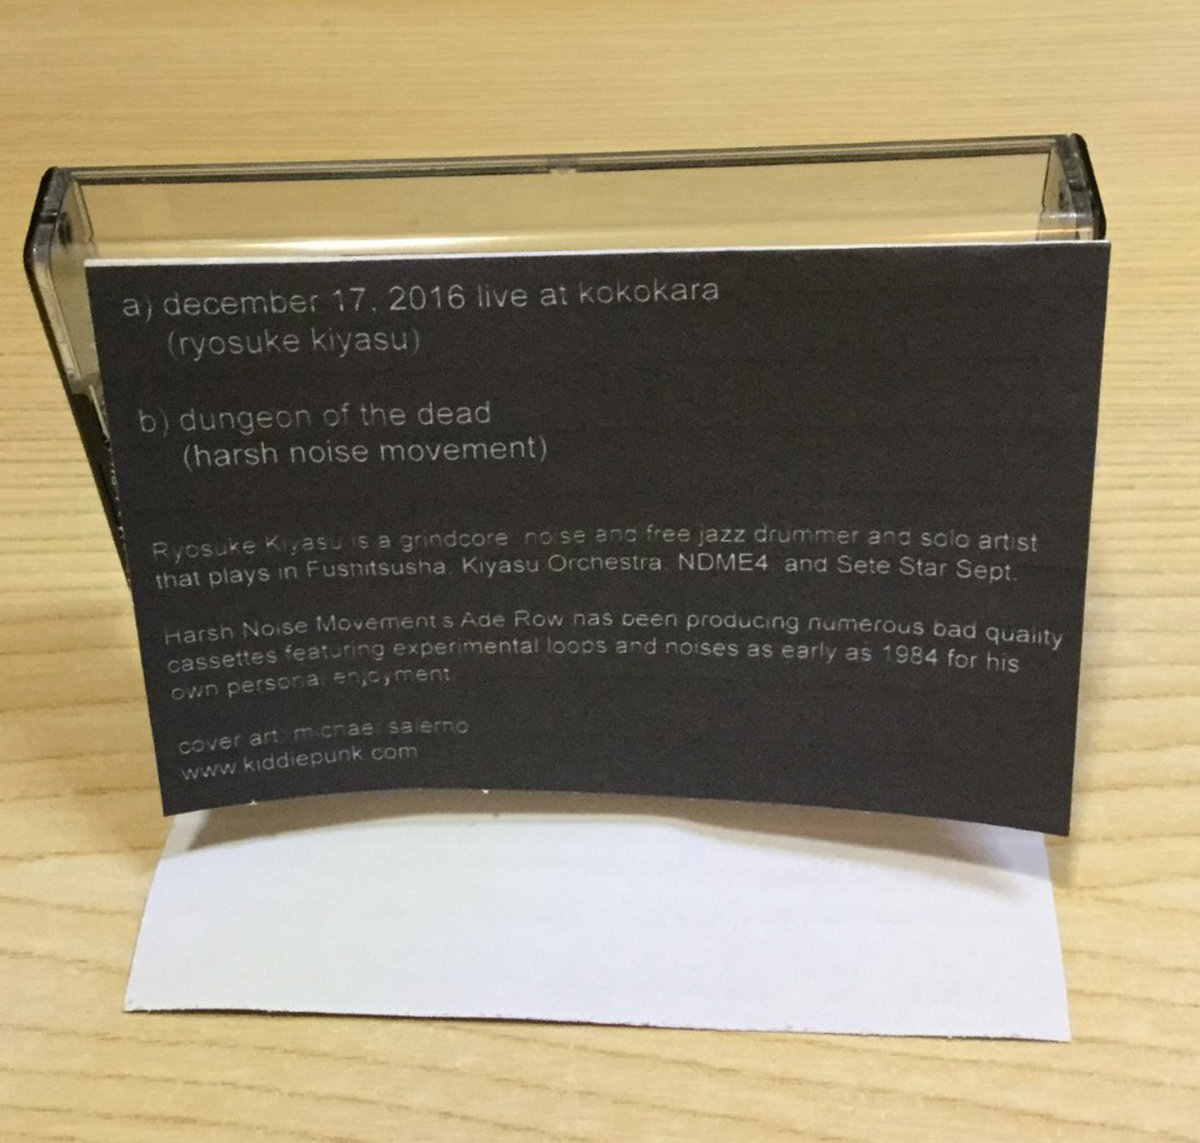 a) december 17, 2016 live at kokokara
(ryosuke kiyasu)
b) dungeon of the dead
(harsh noise movement)
Ryosuke Kiyasu is a grindcore, noise and free jazz drummer and solo artist
that plays in Fushitsusha, Kiyasu Orchestra, NDME4, and Sete Star Sept.
Harsh Noise Movement's Ade Row has been producing numerous bad quality
cassettes featuring experimental loops and noises as early as 1984 for his
own personal enjoyment.
cover art: michael salerno
www.kiddiepunk.com